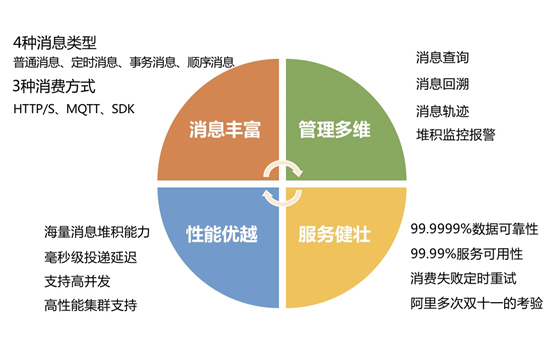 4种消息类型
普通消息、定时消息、事务消息、顺序消息
3种消费方式
HTTP/S、MQTT、SDK
消息丰富
管理多维
消息查询
消息回溯
消息轨迹
堆积监控报警
性能优越
海量消息堆积能力
毫秒级投递延迟
支持高并发
高性能集群支持
服务健壮
99.9999%数据可靠性
99.99%服务可用性
消费失败定时重试
阿里多次双十一的考验